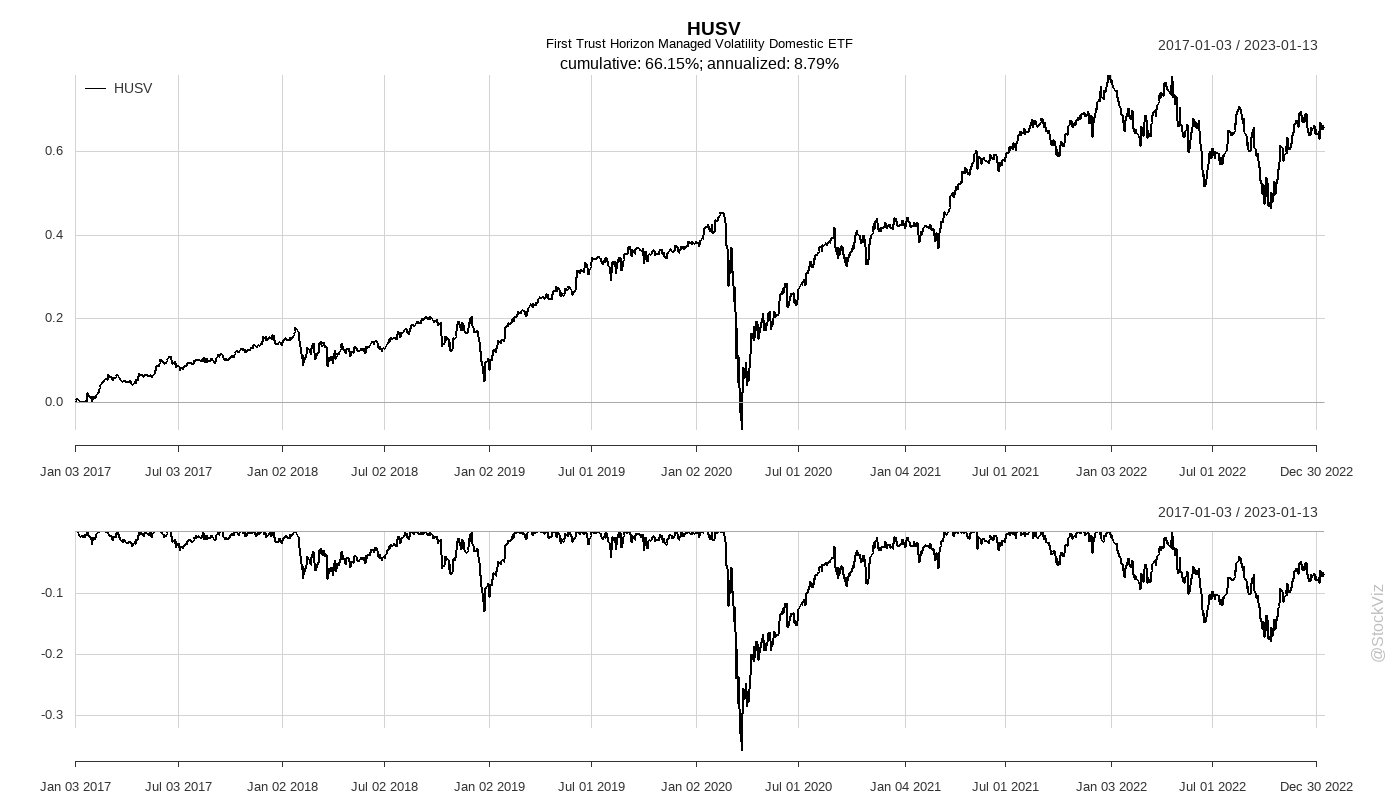 HUSV
First Trust Horizon Managed Volatility Domestic ETF
cumulative: 66.15%; annualized: 8.79%
2017-01-03 / 2023-01-13
HUSV
0.6
0.4
0.2
0.0
Jan 03 2017 Jul 03 2017 Jan 02 2018 Jul 02 2018 Jan 02 2019 Jul 01 2019 Jan 02 2020 Jul 01 2020 Jan 04 2021 Jul 01 2021 Jan 03 2022 Jul 01 2022 Dec 30 2022
2017-01-03 / 2023-01-13
-0.1
-0.2
-0.3
Jan 03 2017 Jul 03 2017 Jan 02 2018 Jul 02 2018 Jan 02 2019 Jul 01 2019 Jan 02 2020 Jul 01 2020 Jan 04 2021 Jul 01 2021 Jan 03 2022 Jul 01 2022 Dec 30 2022
@StockViz